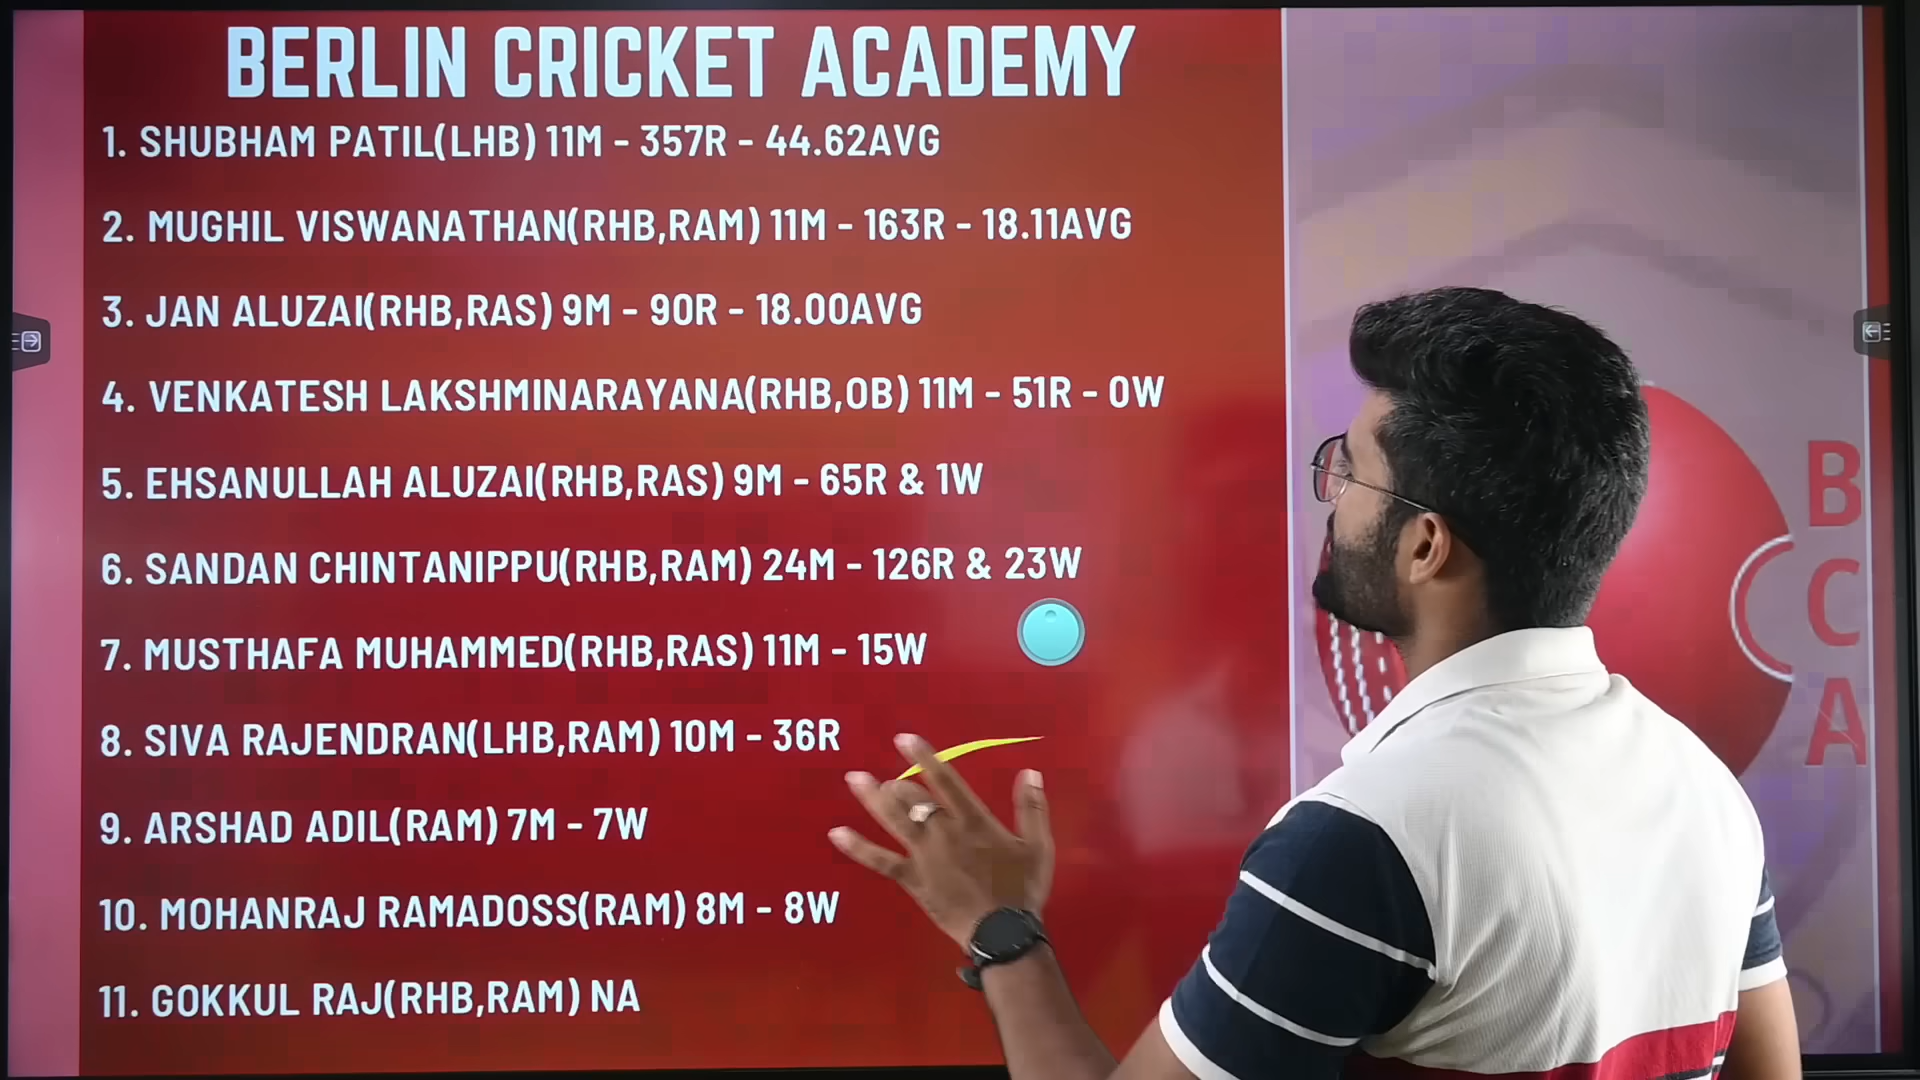 BERLIN CRICKET ACADEMY
1. SHUBHAM PATIL(LHB) 11M - 357R - 44.62AVG
2. MUGHIL VISWANATHAN(RHB,RAM) 11M - 163R - 18.11AVG
3. JAN ALUZAI(RHB,RAS) 9M - 90R - 18.00AVG
4. VENKATESH LAKSHMINARAYANA(RHB,OB) 11M - 51R - 0W
5. EHSANULLAH ALUZAI(RHB,RAS) 9M - 65R & 1W
6. SANDAN CHINTANIPPU(RHB,RAM) 24M - 126R & 23W
7. MUSTHAFA MUHAMMED(RHB,RAS) 11M - 15W
8. SIVA RAJENDRAN(LHB,RAM) 10M - 36R
9. ARSHAD ADIL(RAM) 7M - 7W
10. MOHANRAJ RAMADOSS(RAM) 8M - 8W
11. GOKKUL RAJ(RHB,RAM) NA
B
C
A